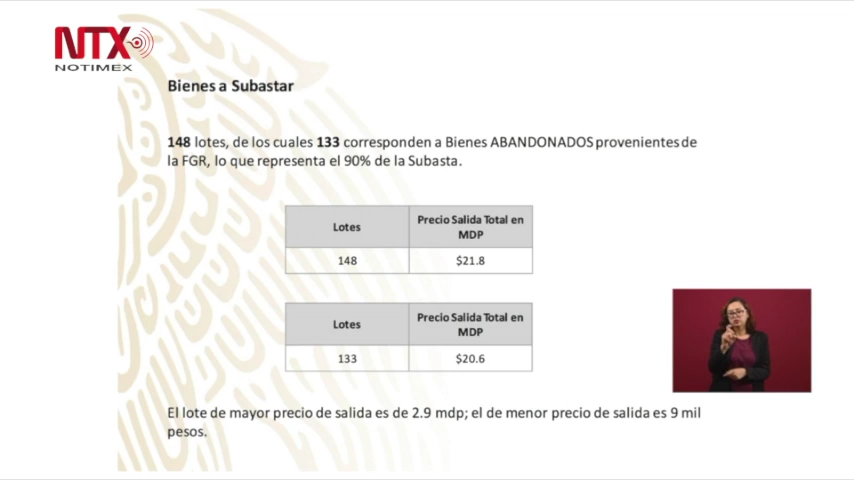 NTX
NOTIMEX
Bienes a Subastar
148 lotes, de los cuales 133 corresponden a Bienes ABANDONADOS provenientes de
la FGR, lo que representa el 90% de la Subasta.
Lotes
Precio Salida Total en
MDP
148
$21.8
Lotes
Precio Salida Total en
MDP
133
$20.6
El lote de mayor precio de salida es de 2.9 mdp; el de menor precio de salida es 9 mil
pesos.